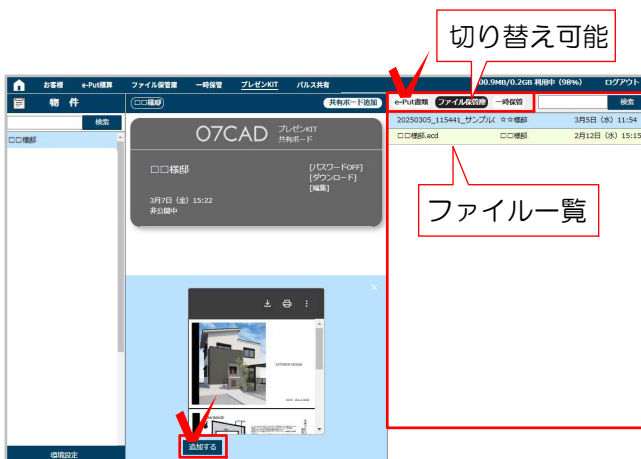 切り替え可能
お客様 e-Put積算 ファイル保管庫 一時保管 プレゼンKIT パルス共有 00.9MB/0.2GB 利用中 (98%) ログアウト
物 件 □□様邸 共有ボード追加 e-Put書類 ファイル保管庫 一時保管 検索
検索
□□様邸
O7CAD プレゼンKIT
共有ボード
□□様邸
[パスワードOFF]
[ダウンロード]
[編集]
3月7日（金）15:22
非公開中
20250305_115441_サンプル( ☆☆様邸 3月5日（水）11:54
□□様邸.ecd □□様邸 2月12日（水）15:15
ファイル一覧
EXTERIOR DESIGN
追加する
環境設定